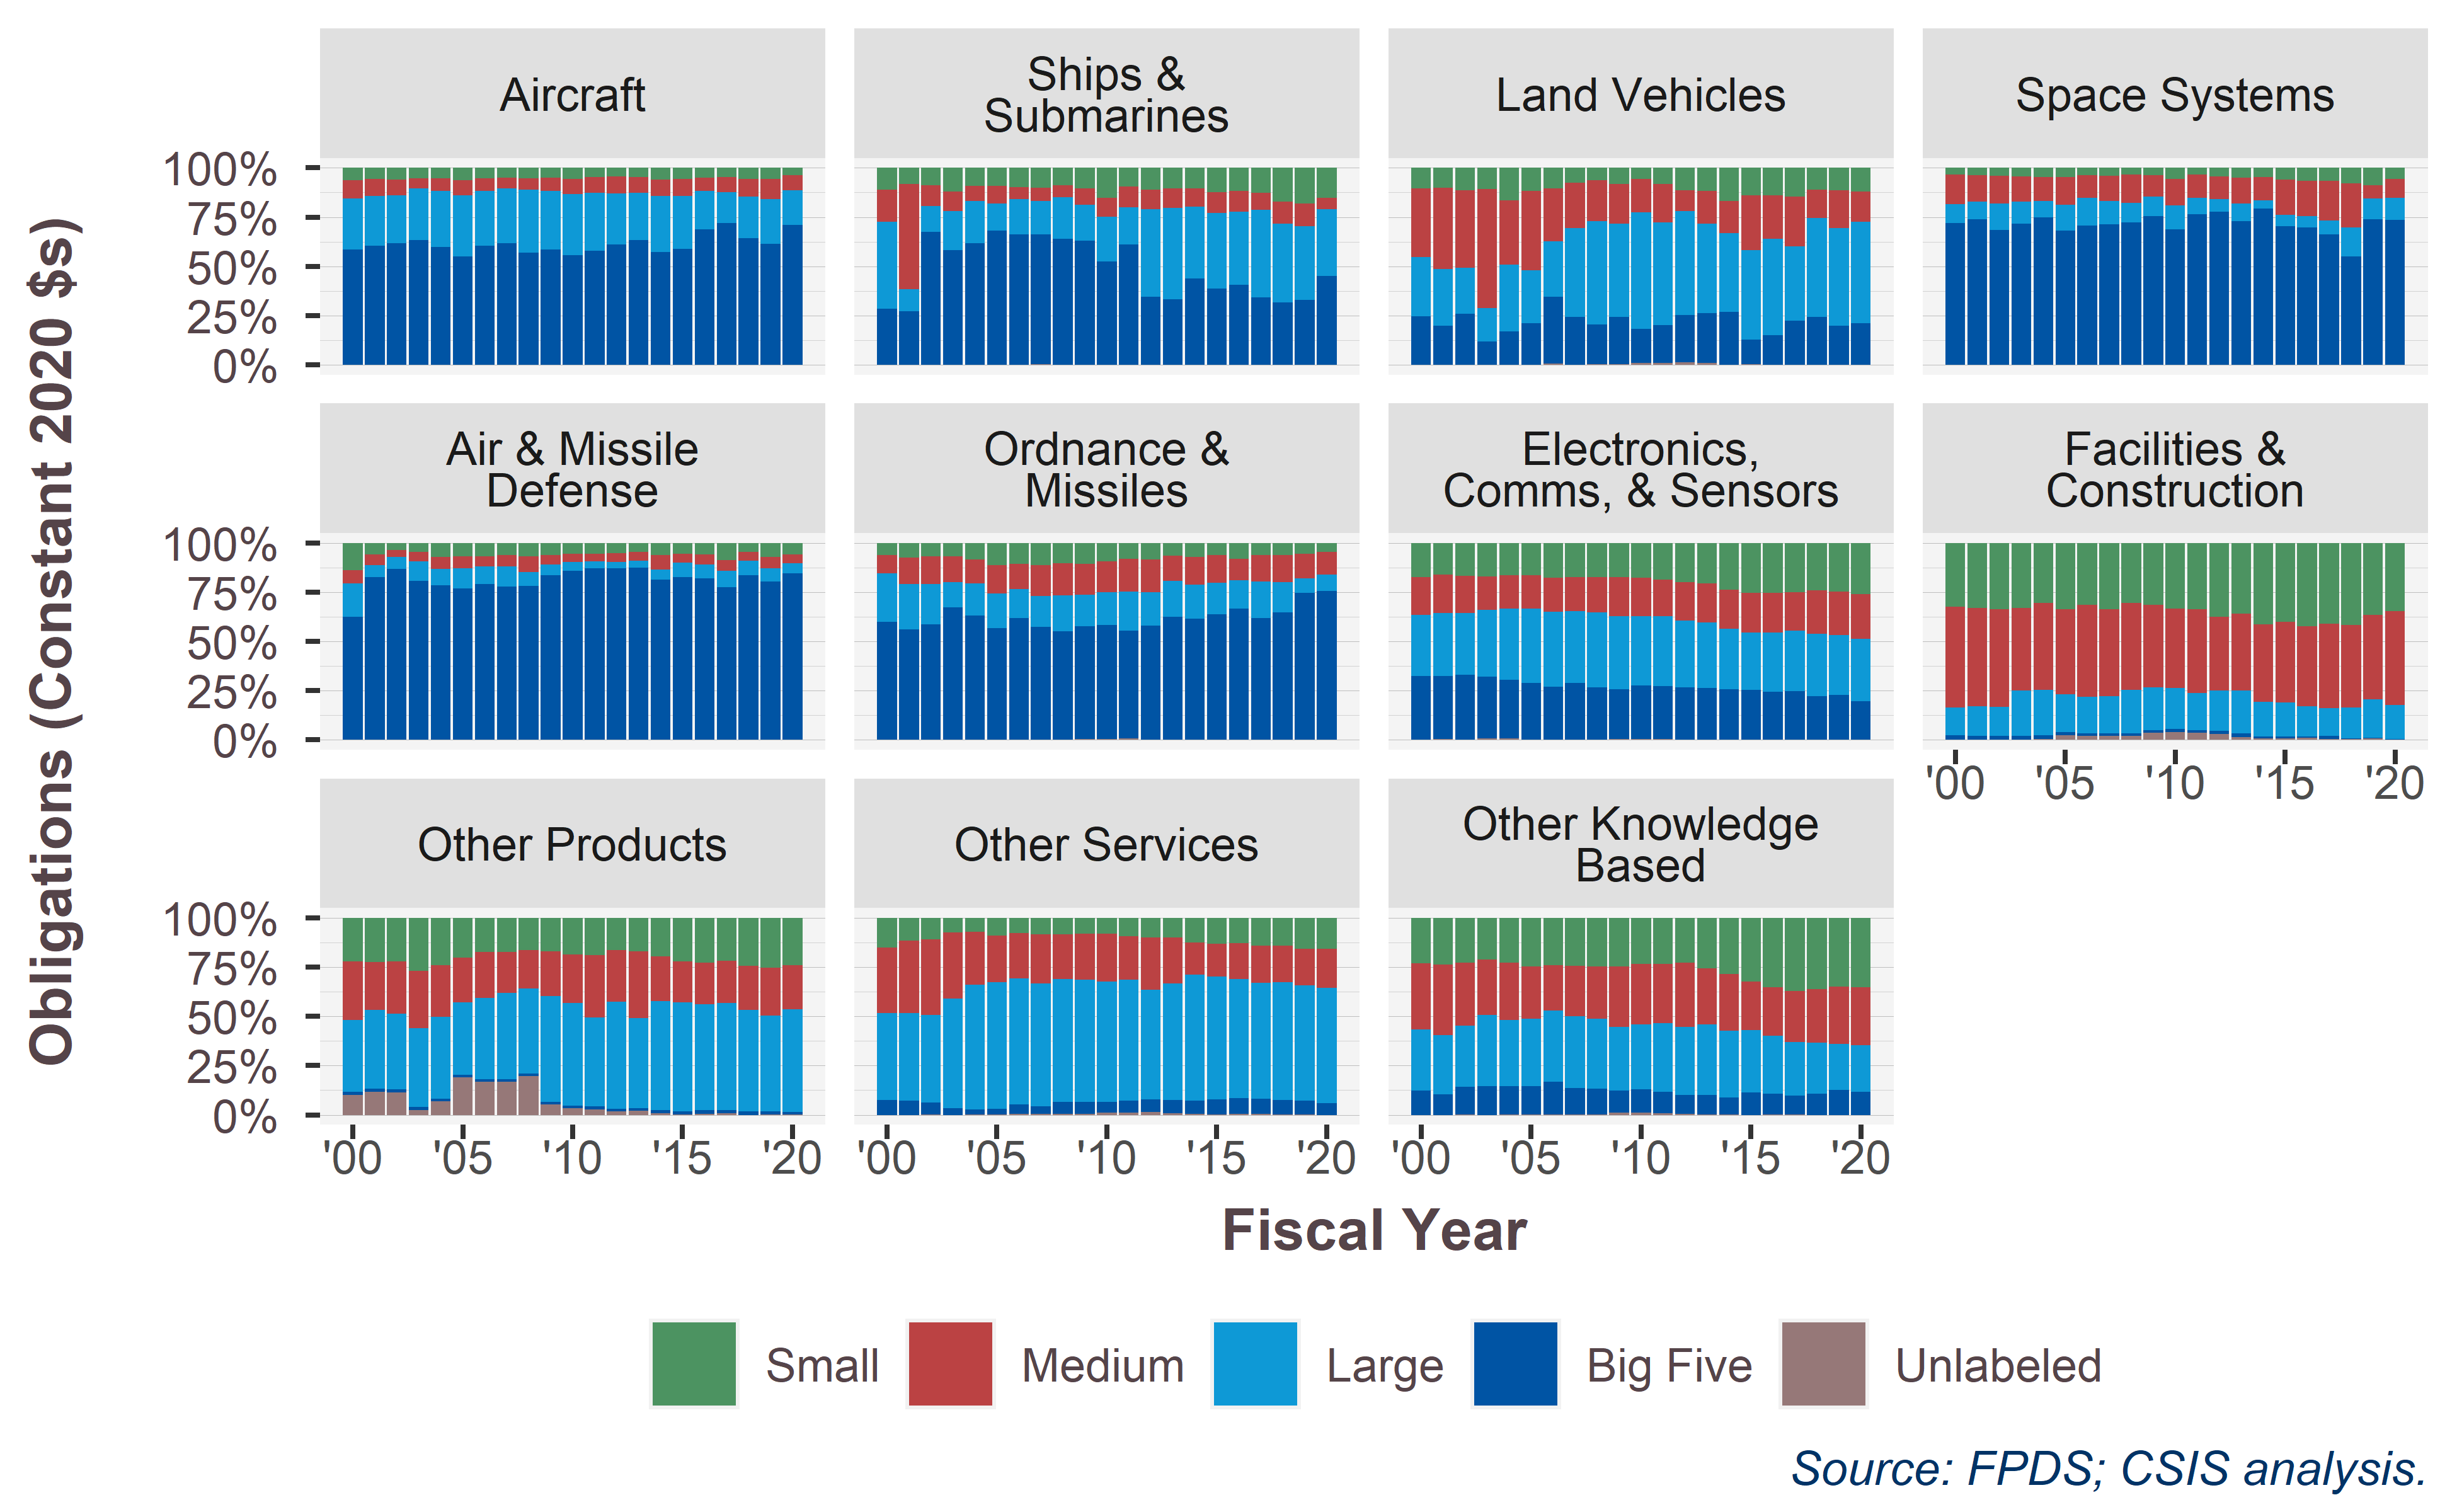 Obligations (Constant 2020 $s)
Aircraft
Ships &
Submarines
Land Vehicles
Space Systems
100%
75%
50%
25%
0%
Air & Missile
Defense
Ordnance &
Missiles
Electronics,
Comms, & Sensors
Facilities &
Construction
100%
75%
50%
25%
0%
'00
'05
'10
'15
'20
Other Products
Other Services
Other Knowledge
Based
100%
75%
50%
25%
0%
'00
'05
'10
'15
'20
'00
'05
'10
'15
'20
'00
'05
'10
'15
'20
Fiscal Year
Small
Medium
Large
Big Five
Unlabeled
Source: FPDS; CSIS analysis.